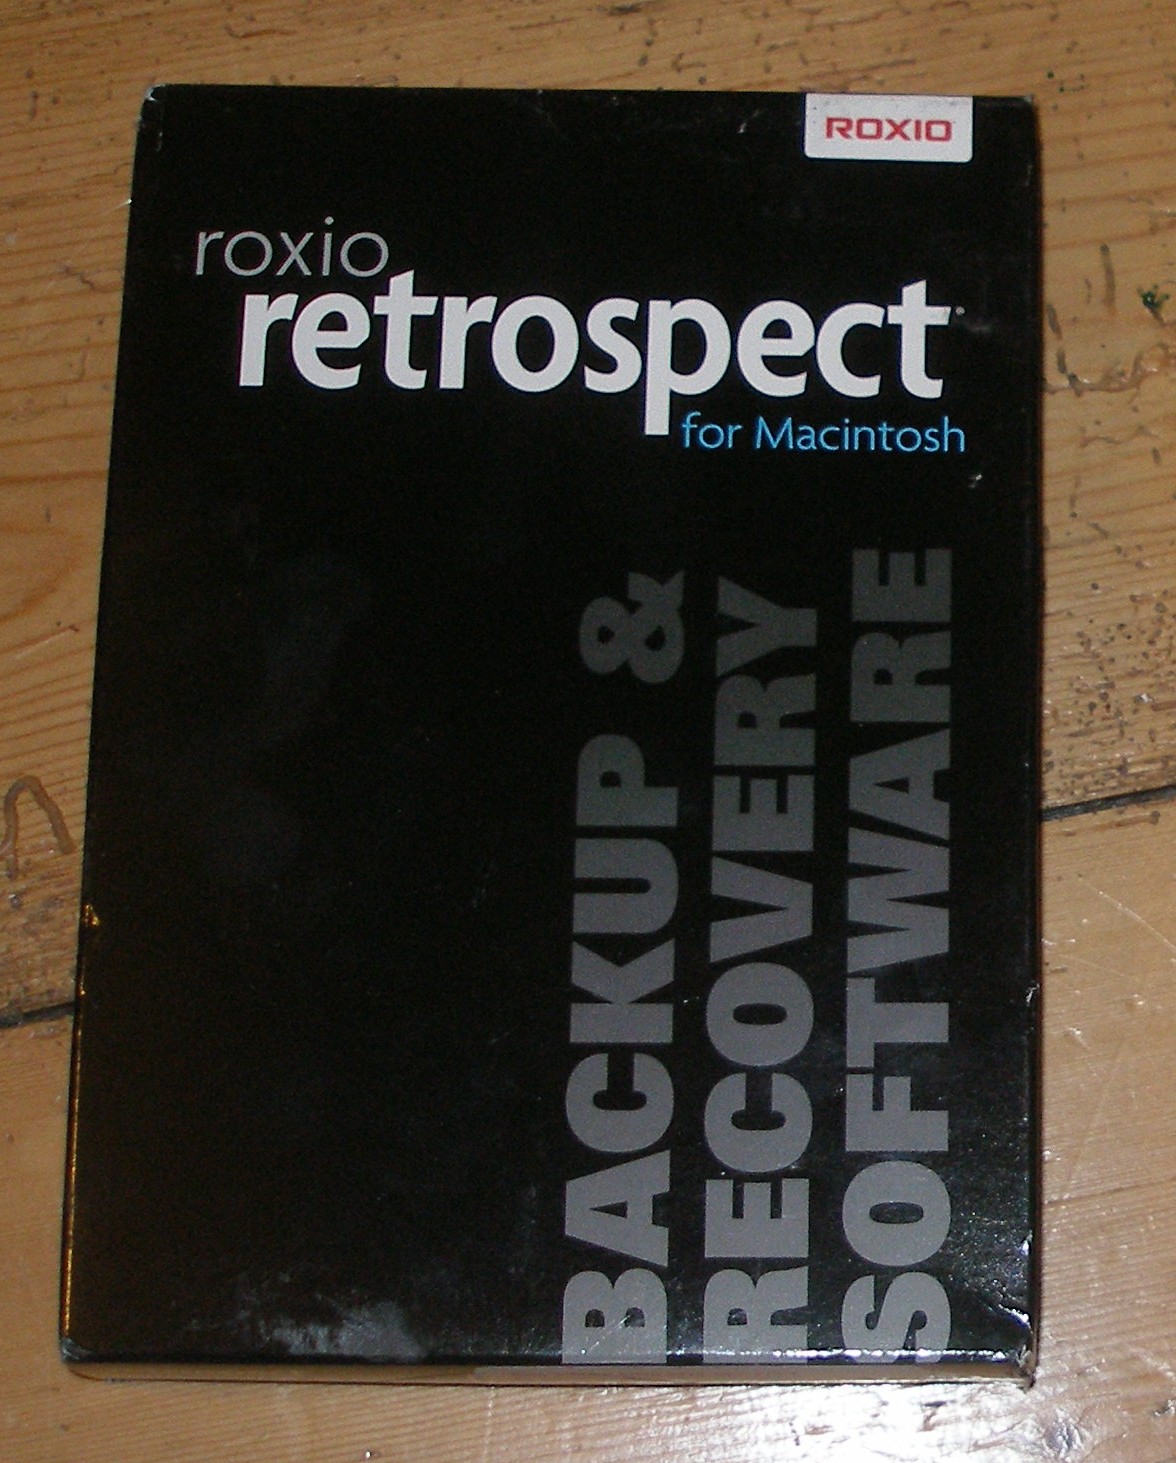 ROXIO
roxio
retrospect
for Macintosh
BACKUP &
RECOVERY
SOFTWARE